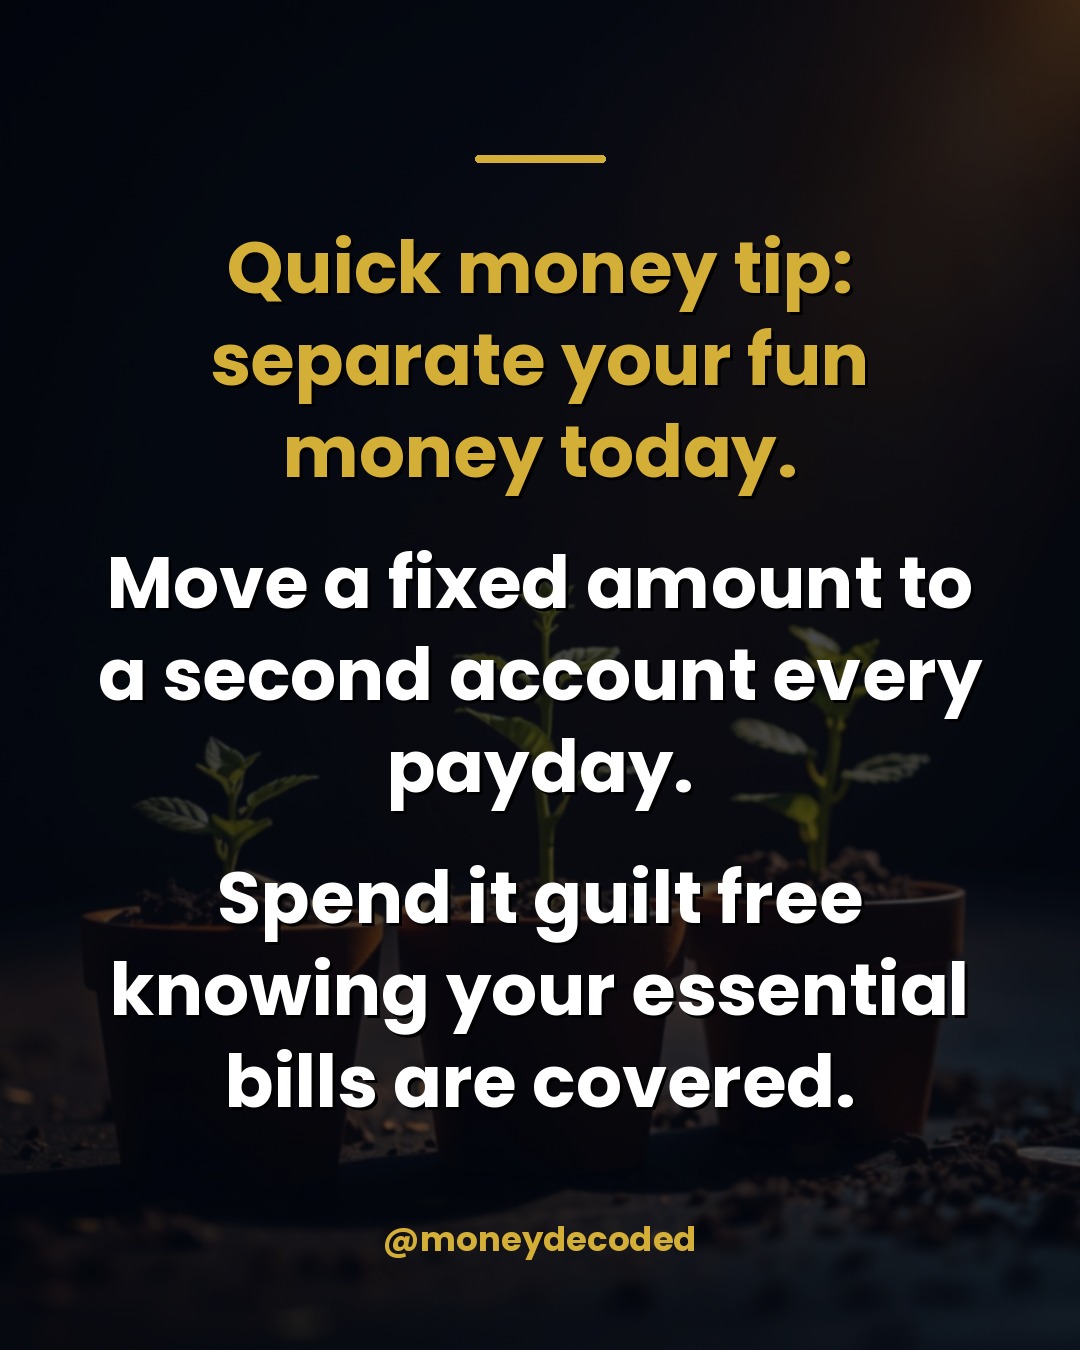 Quick money tip:
separate your fun
money today.
Move a fixed amount to
a second account every
payday.
Spend it guilt free
knowing your essential
bills are covered.
@moneydecoded